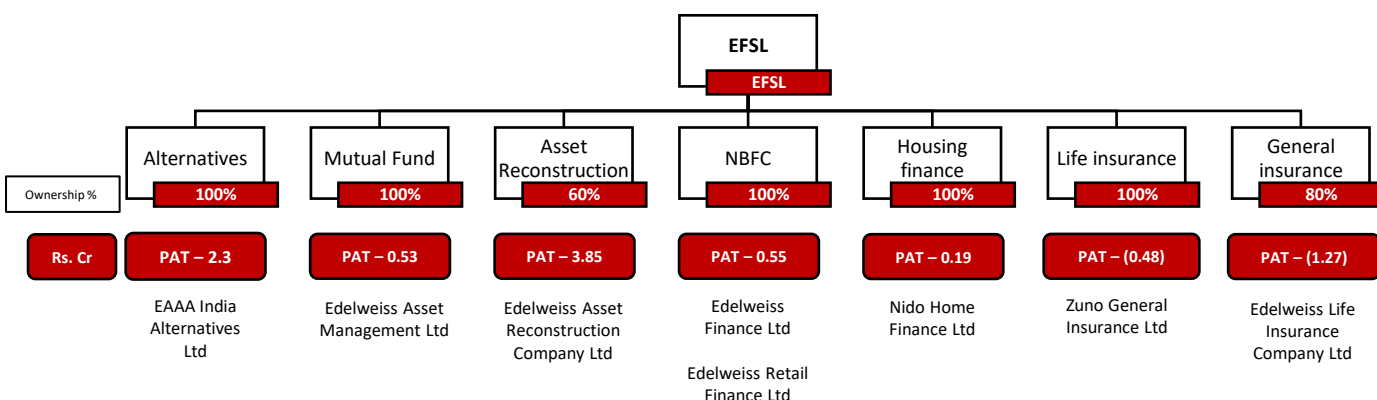 EFSL
EFSL
Alternatives
100%
Mutual Fund
100%
Asset
Reconstruction
60%
NBFC
100%
Housing
finance
100%
Life insurance
100%
General
insurance
80%
Ownership %
Rs. Cr
PAT – 2.3
PAT – 0.53
PAT – 3.85
PAT – 0.55
PAT – 0.19
PAT – (0.48)
PAT – (1.27)
EAAA India
Alternatives
Ltd
Edelweiss Asset
Management Ltd
Edelweiss Asset
Reconstruction
Company Ltd
Edelweiss
Finance Ltd
Edelweiss Retail
Finance Ltd
Nido Home
Finance Ltd
Zuno General
Insurance Ltd
Edelweiss Life
Insurance
Company Ltd